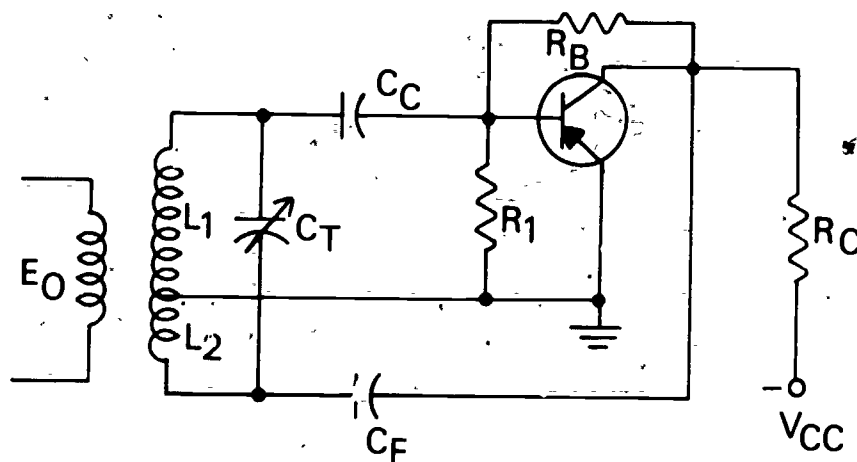 R_B
C_C
L_1
C_T
R_1
R_C
E_O
L_2
C_F
−
V_CC